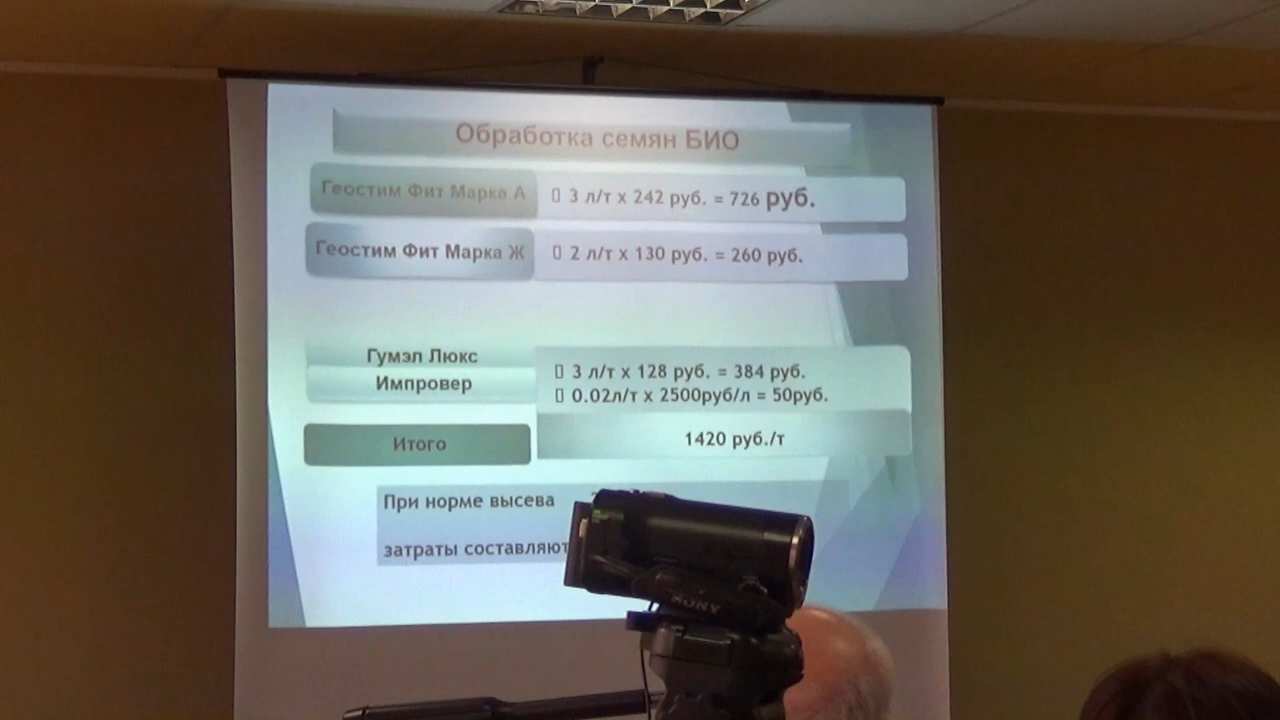 Обработка семян БИО
Геостим Фит Марка А
3 л/т х 242 руб. = 726 руб.
Геостим Фит Марка Ж
2 л/т х 130 руб. = 260 руб.
Гумэл Люкс
3 л/т х 128 руб. = 384 руб.
Импровер
0.02л/т х 2500руб/л = 50руб.
Итого
1420 руб./т
При норме высева
затраты составляют
SONY